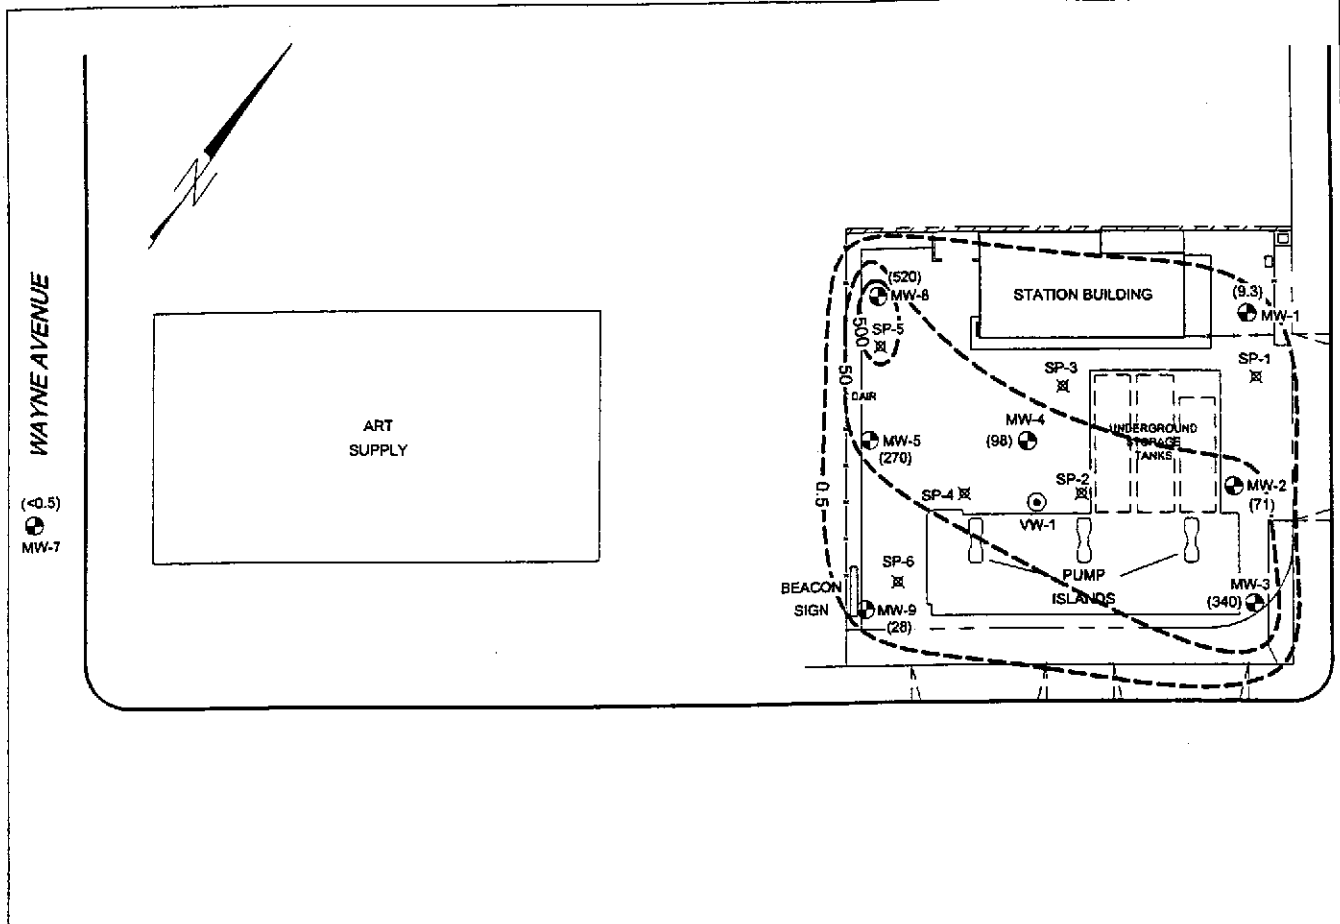 N
WAYNE AVENUE
(<0.5)
MW-7
ART
SUPPLY
(520)
MW-8
500
SP-5
50
AIR
0.5
MW-5
(270)
STATION BUILDING
(9.3)
MW-1
SP-1
SP-3
MW-4
(98)
UNDERGROUND
STORAGE
TANKS
MW-2
(71)
SP-4
SP-2
VW-1
SP-6
BEACON
SIGN
MW-9
(28)
PUMP
ISLANDS
MW-3
(340)